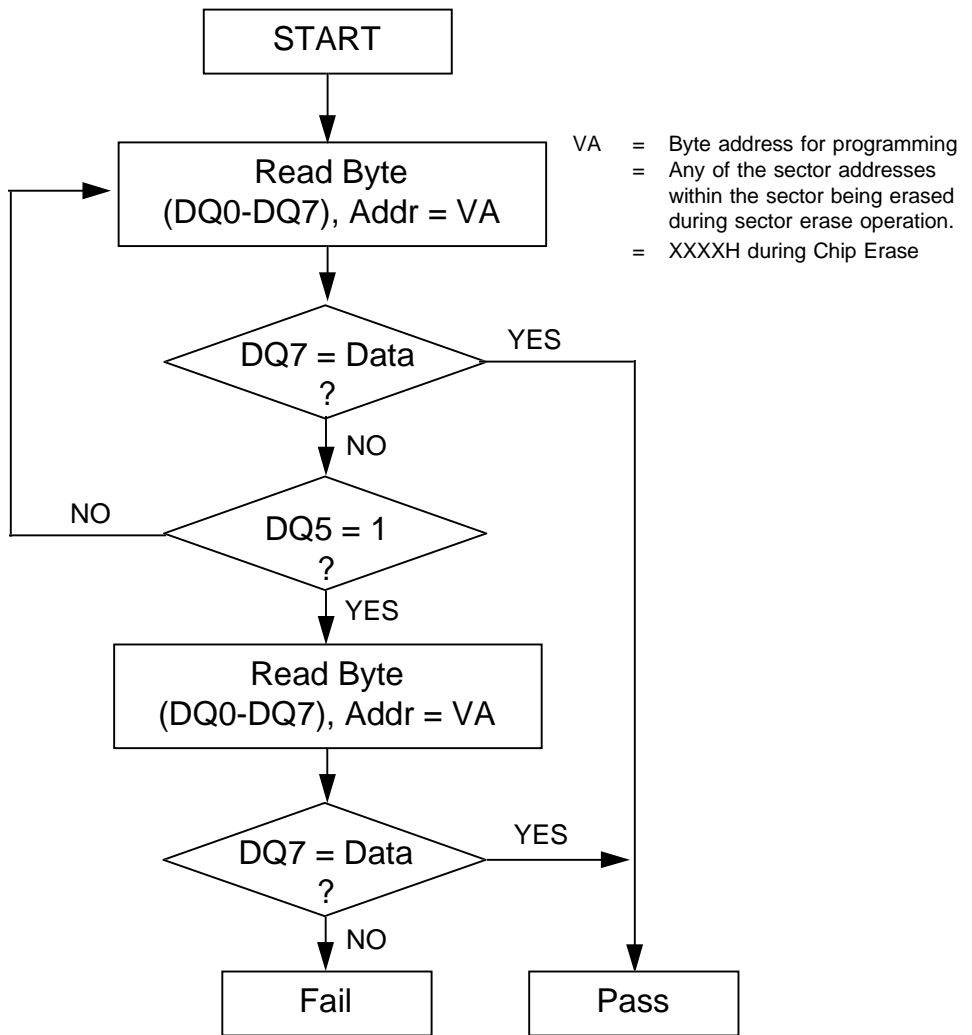 START
VA = Byte address for programming
= Any of the sector addresses
within the sector being erased
during sector erase operation.
= XXXXH during Chip Erase
Read Byte
(DQ0-DQ7), Addr = VA
DQ7 = Data
?
YES
NO
DQ5 = 1
?
NO
YES
Read Byte
(DQ0-DQ7), Addr = VA
DQ7 = Data
?
YES
NO
Fail
Pass